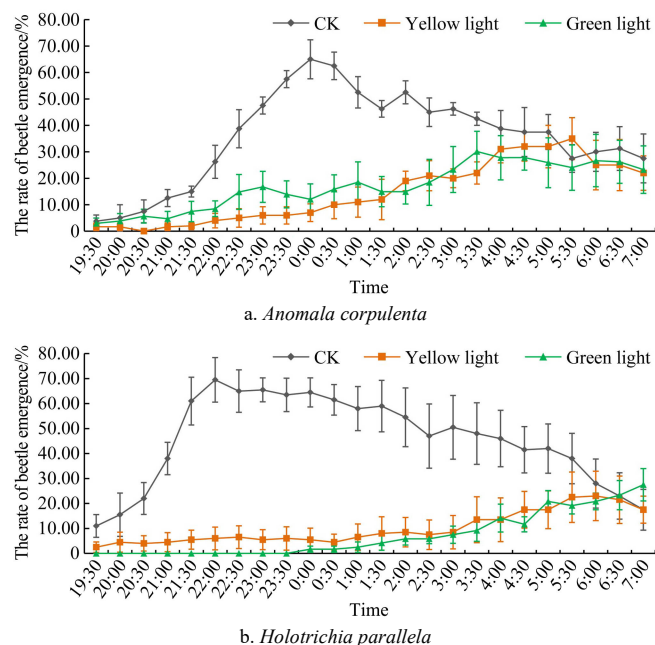 CK Yellow light Green light
The rate of beetle emergence/%
80.00
70.00
60.00
50.00
40.00
30.00
20.00
10.00
0
19:30 20:00 20:30 21:00 21:30 22:00 22:30 23:00 23:30 0:00 0:30 1:00 1:30 2:00 2:30 3:00 3:30 4:00 4:30 5:00 5:30 6:00 6:30 7:00
Time
a. Anomala corpulenta
CK Yellow light Green light
The rate of beetle emergence/%
80.00
70.00
60.00
50.00
40.00
30.00
20.00
10.00
0.00
19:30 20:00 20:30 21:00 21:30 22:00 22:30 23:00 23:30 0:00 0:30 1:00 1:30 2:00 2:30 3:00 3:30 4:00 4:30 5:00 5:30 6:00 6:30 7:00
Time
b. Holotrichia parallela